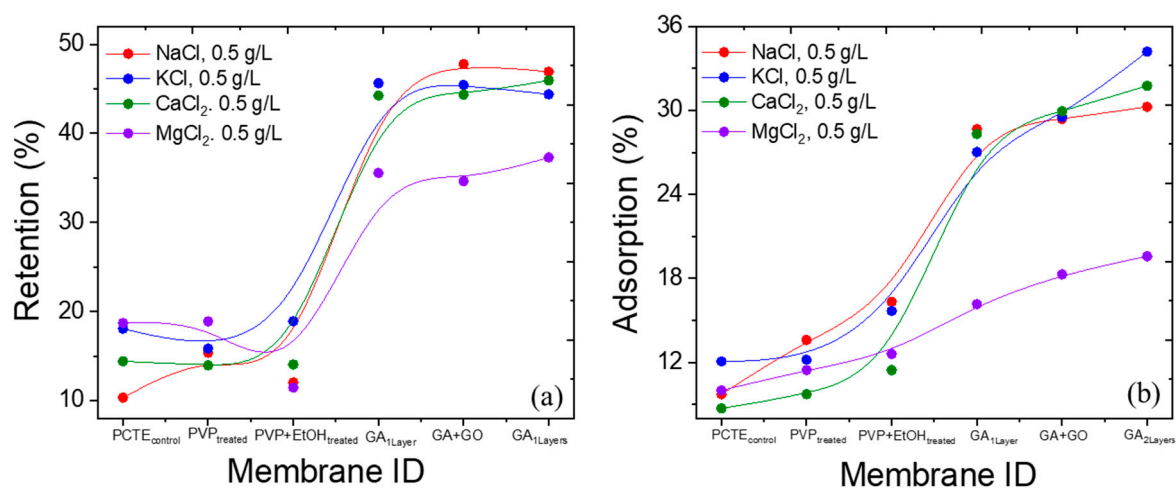 50
40
30
20
10
Retention (%)
NaCl, 0.5 g/L
KCl, 0.5 g/L
CaCl2. 0.5 g/L
MgCl2. 0.5 g/L
(a)
PCTEcontrol PVPtreated PVP+EtOHtreated GA1Layer GA+GO GA1Layers
Membrane ID
36
30
24
18
12
Adsorption (%)
NaCl, 0.5 g/L
KCl, 0.5 g/L
CaCl2, 0.5 g/L
MgCl2, 0.5 g/L
(b)
PCTEcontrol PVPtreated PVP+EtOHtreated GA1Layer GA+GO GA2Layers
Membrane ID